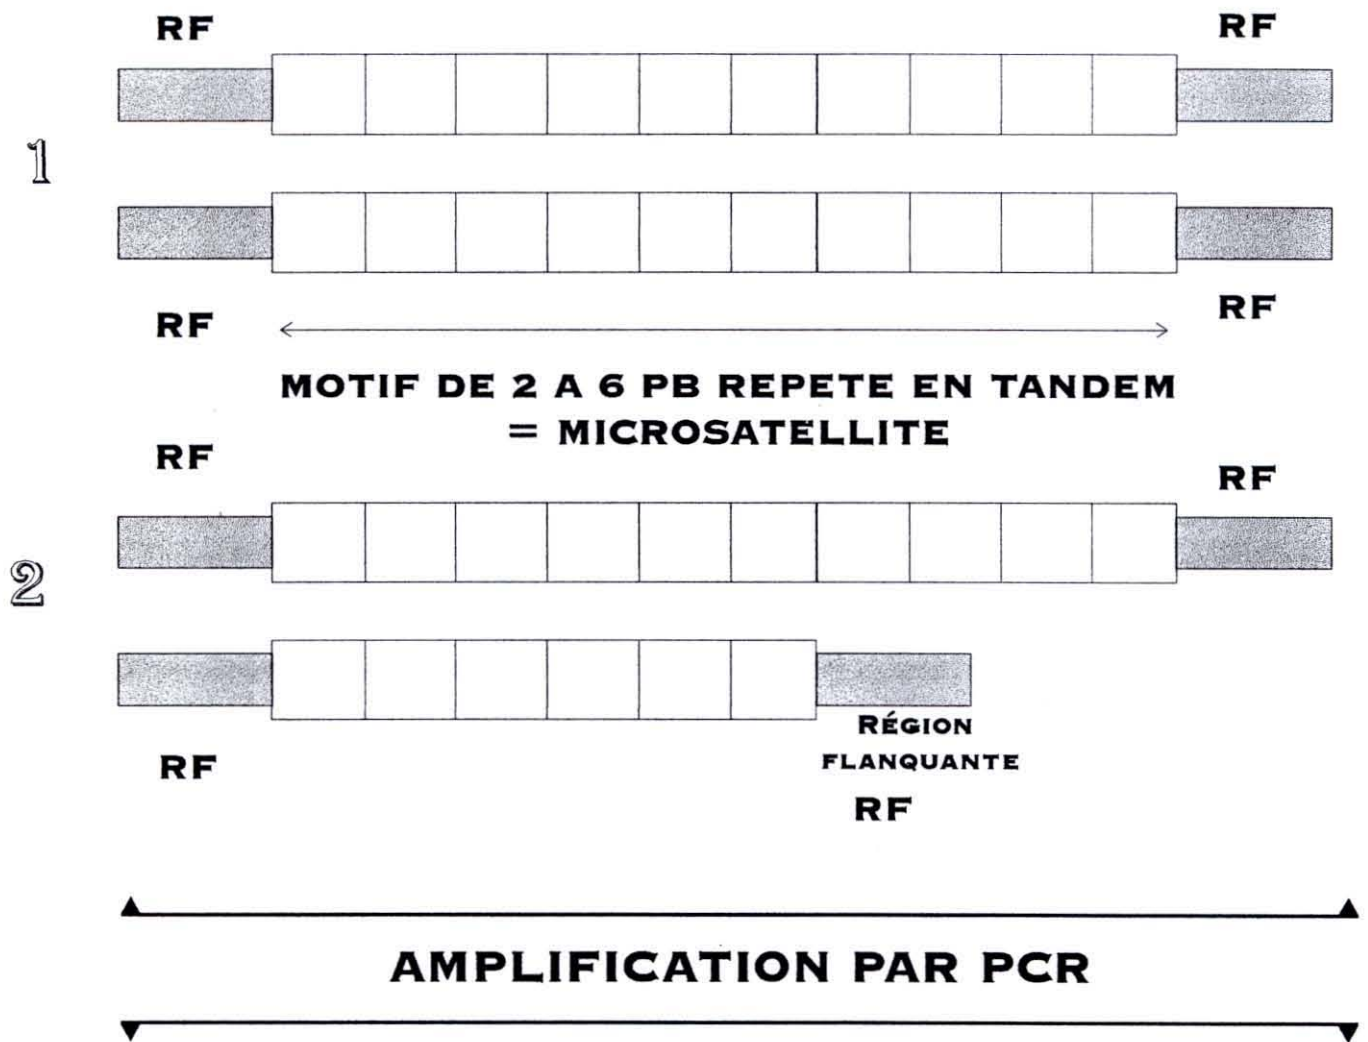 RF
RF
1
RF
RF
MOTIF DE 2 A 6 PB REPETE EN TANDEM
= MICROSATELLITE
RF
RF
2
RÉGION
FLANQUANTE
RF
RF
AMPLIFICATION PAR PCR